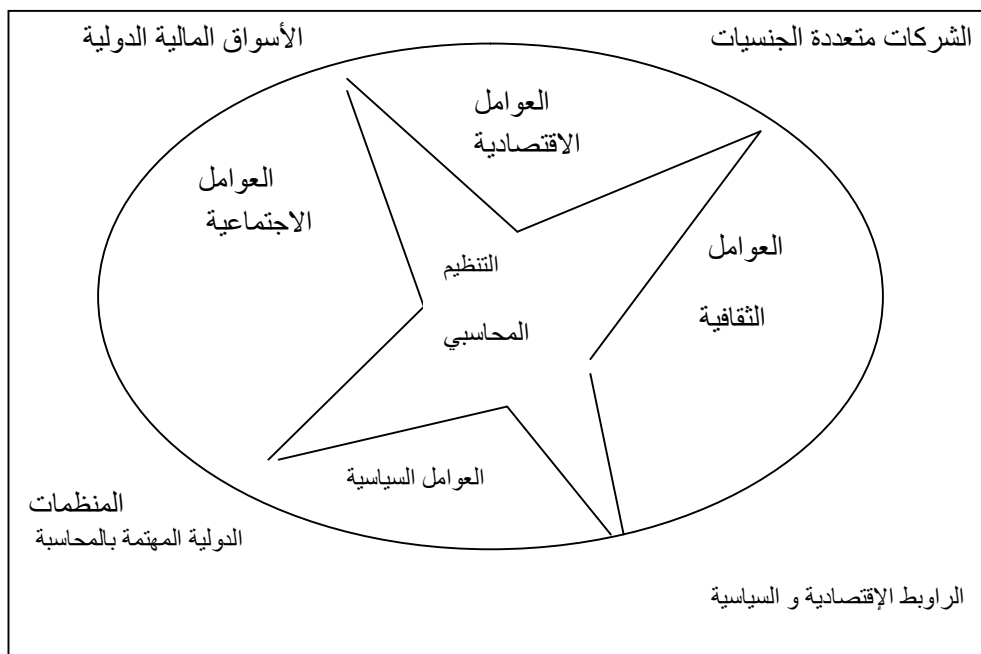 الشركات متعددة الجنسيات
الأسواق المالية الدولية
العوامل
الاقتصادية
العوامل
الاجتماعية
العوامل
الثقافية
التنظيم
المحاسبي
العوامل السياسية
المنظمات
الدولية المهتمة بالمحاسبة
الراوبط الإقتصادية و السياسية